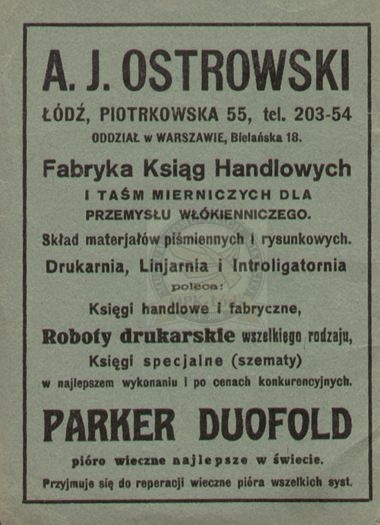 A. J. OSTROWSKI
ŁÓDŹ, PIOTRKOWSKA 55, tel. 203-54
ODDZIAŁ w WARSZAWIE, Bielańska 18.
Fabryka Ksiąg Handlowych
I TAŚM MIERNICZYCH DLA
PRZEMYSŁU WŁÓKIENNICZEGO.
Skład materjałów piśmiennych i rysunkowych.
Drukarnia, Linjarnia i Introligatornia
poleca:
Księgi handlowe i fabryczne,
Roboty drukarskie wszelkiego rodzaju,
Księgi specjalne (szematy)
w najlepszem wykonaniu i po cenach konkurencyjnych.
PARKER DUOFOLD
pióro wieczne najlepsze w świecie.
Przyjmuje się do reperacji wieczne pióra wszelkich syst.